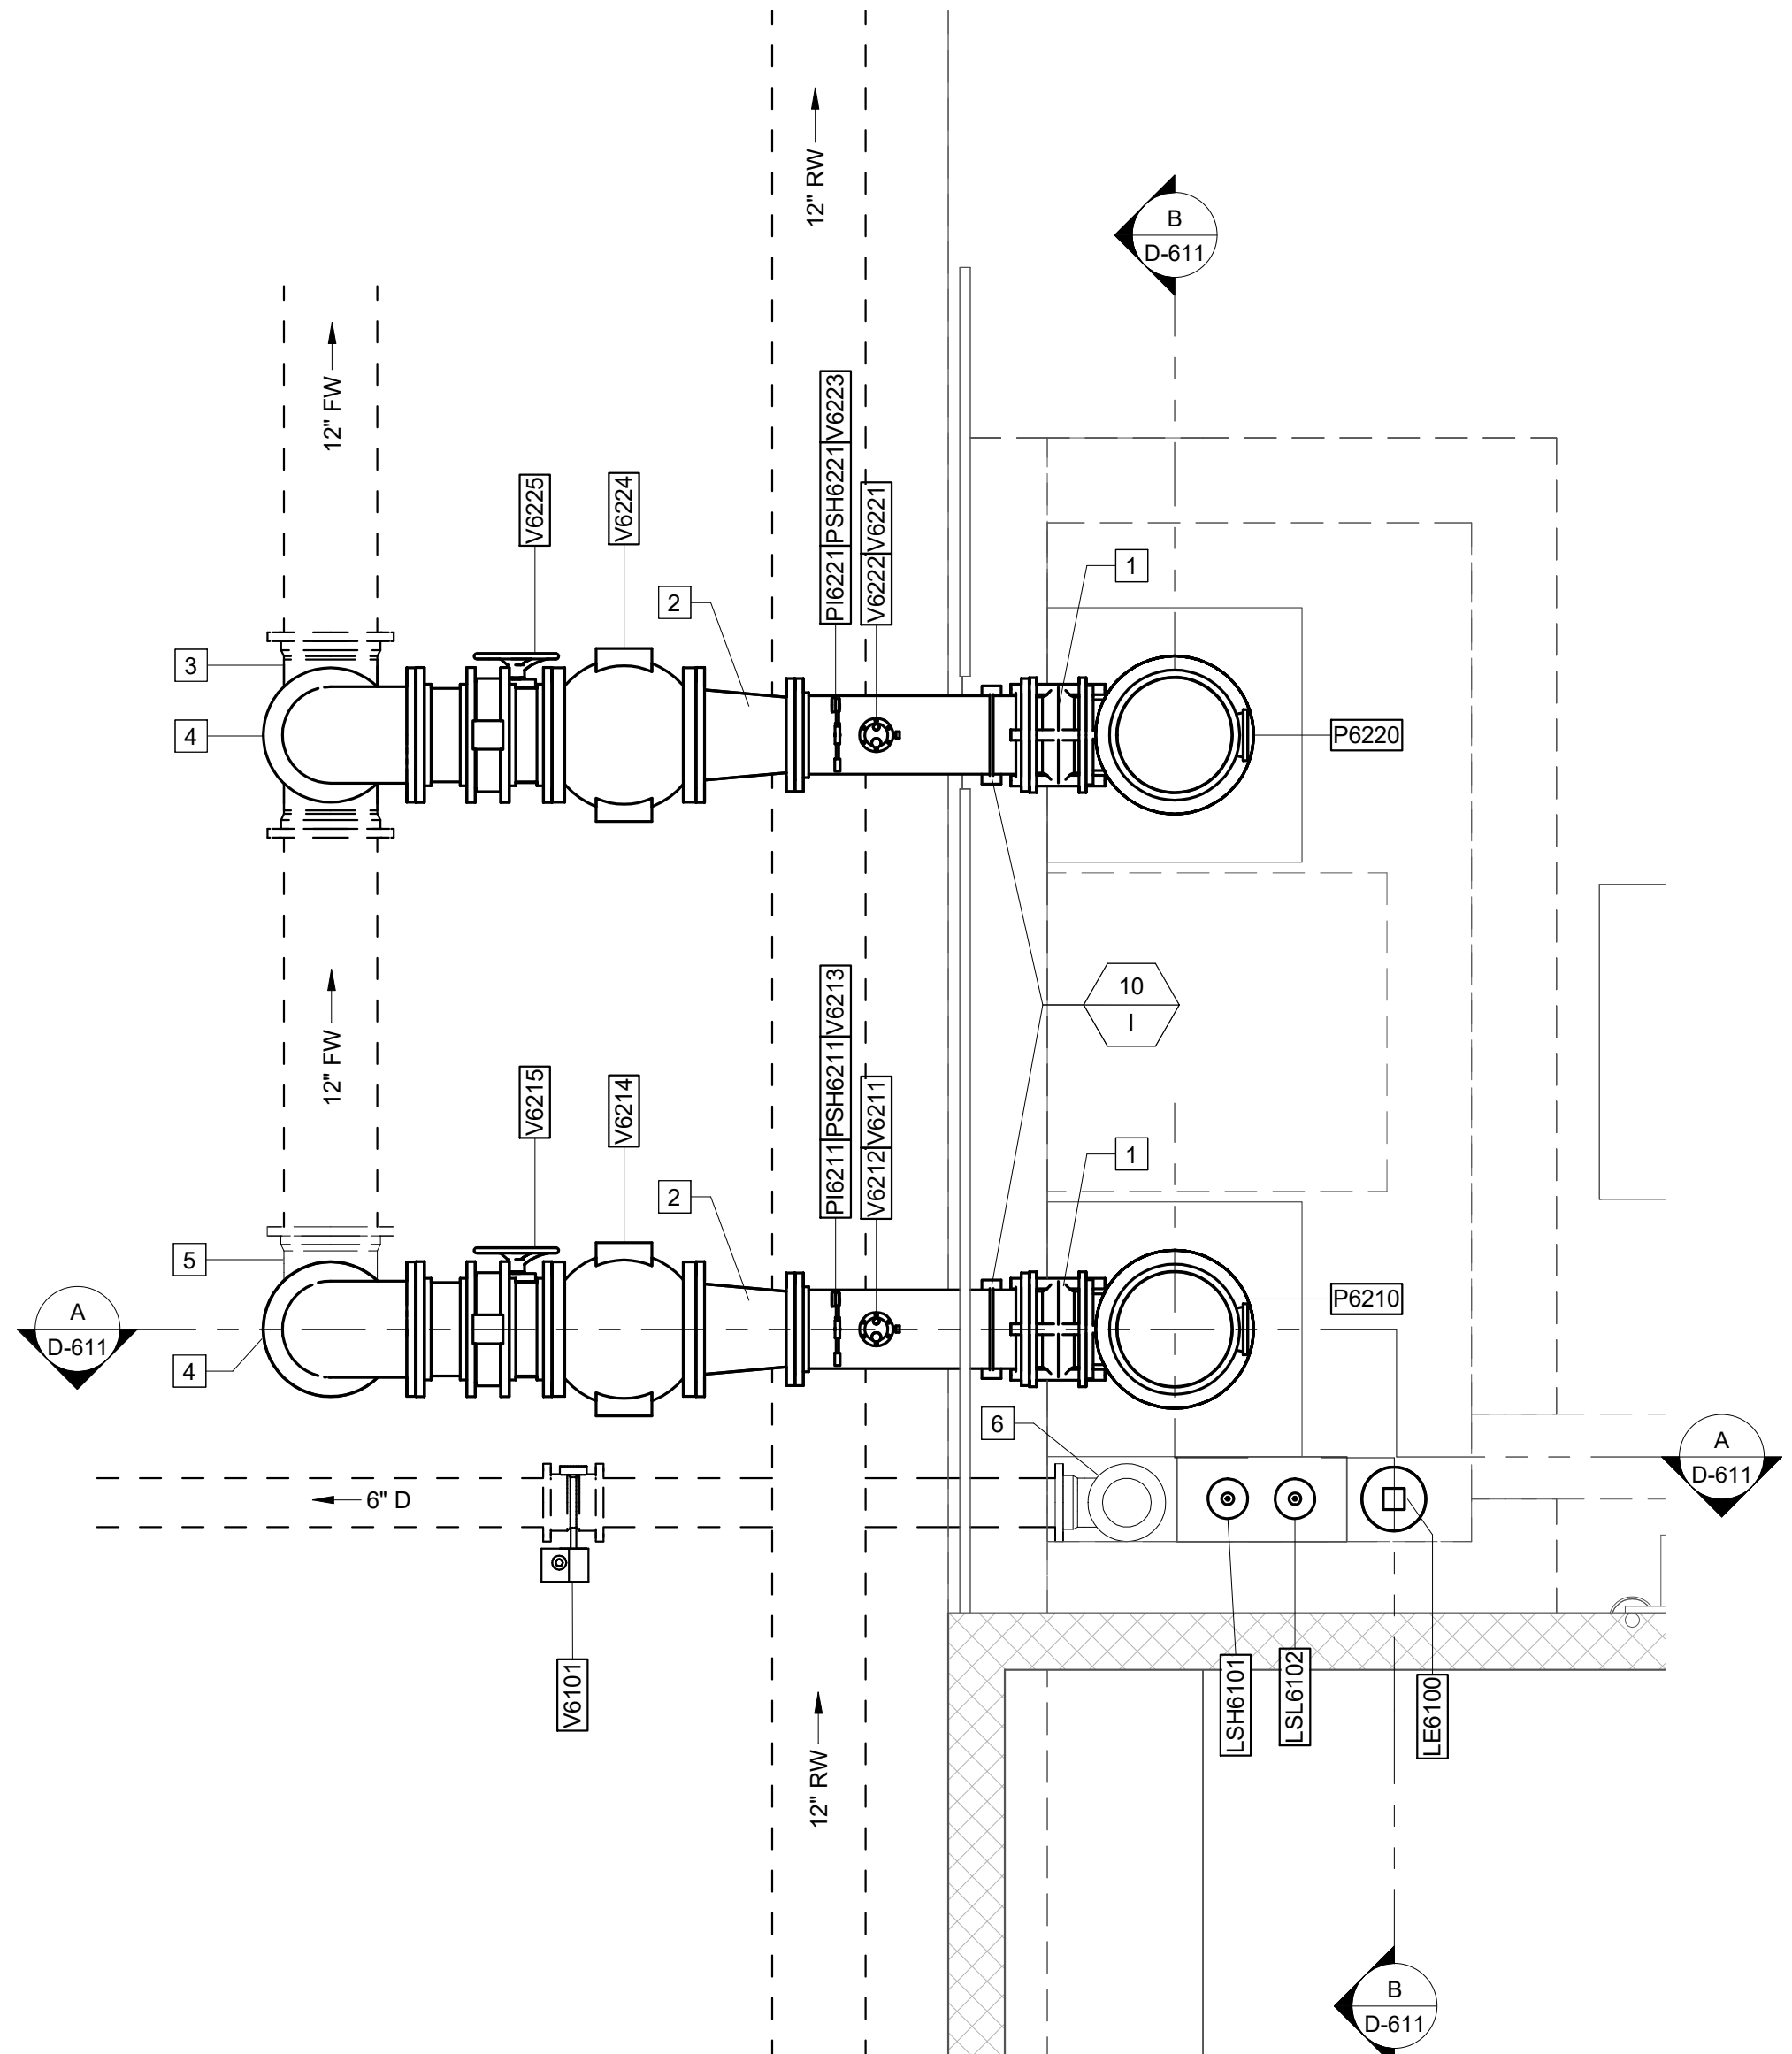 12" RW
B
D-611
12" FW
V6225
V6224
PI6221 PSH6221 V6223
V6222 V6221
1
2
3
4
P6220
10
I
12" FW
V6215
V6214
PI6211 PSH6211 V6213
V6212 V6211
1
2
5
P6210
A
D-611
4
6
A
D-611
6" D
V6101
LSH6101
LSL6102
LE6100
12" RW
B
D-611